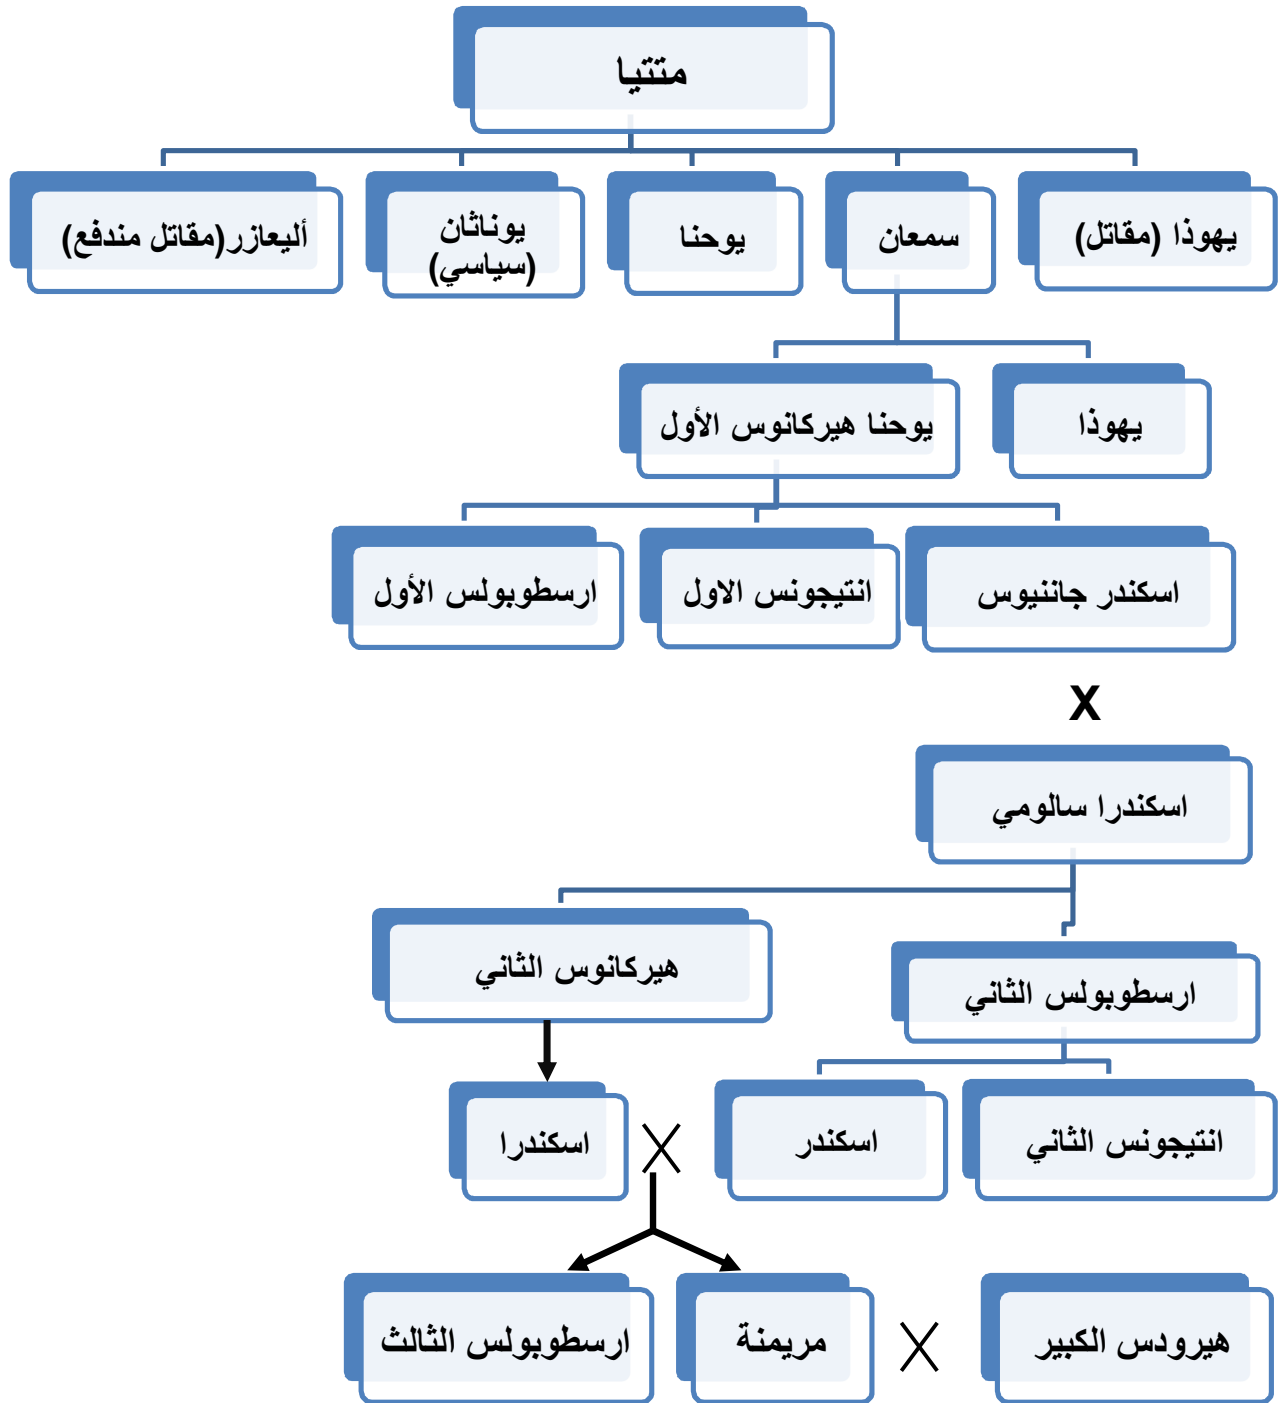 متتيا
يهوذا (مقاتل)
سمعان
يوحنا
يوناثان
(سياسي)
أليعازر(مقاتل مندفع)
يهوذا
يوحنا هيركانوس الأول
اسكندر جاننيوس
انتيجونس الاول
ارسطوبولس الأول
X
اسكندرا سالومي
هيركانوس الثاني
ارسطوبولس الثاني
انتيجونس الثاني
اسكندر
اسكندرا
هيرودس الكبير
مريمنة
ارسطوبولس الثالث